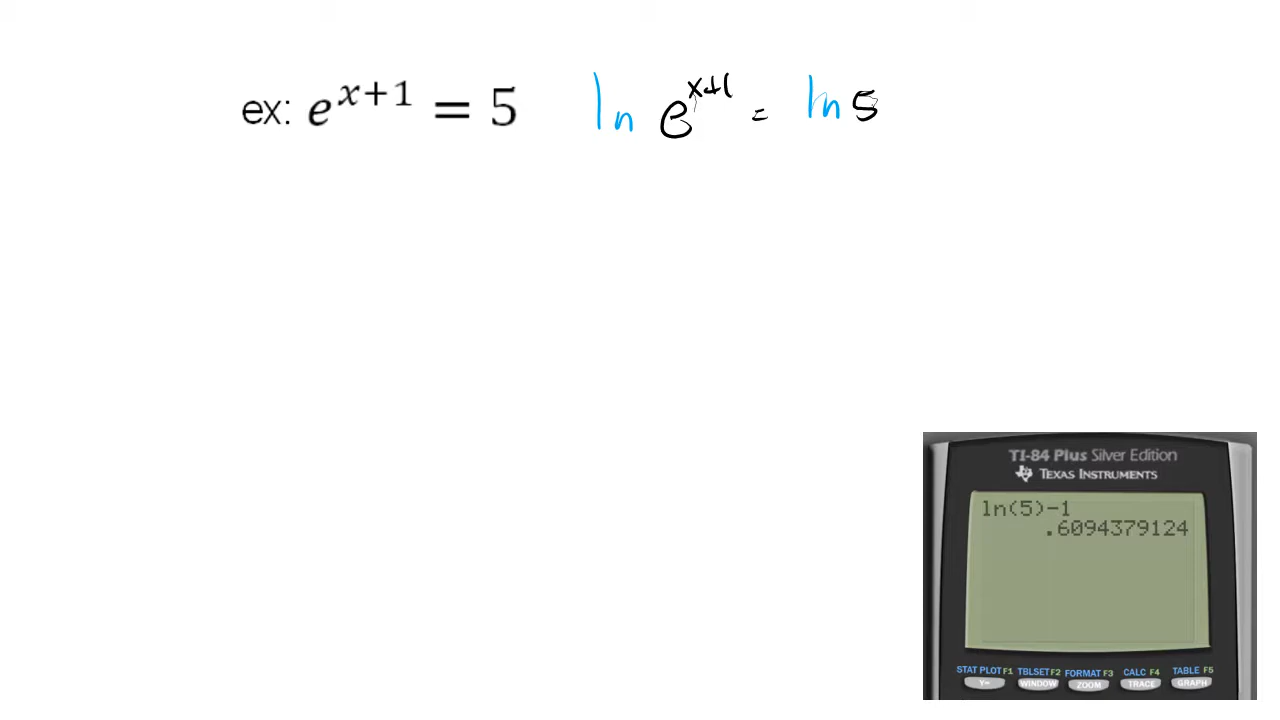 ex: e^{x+1} = 5 ln e^{x+1} = ln 5
TI-84 Plus Silver Edition
TEXAS INSTRUMENTS
ln(5)-1
.6094379124
STAT PLOT F1 TBLSET F2 FORMAT F3 CALC F4 TABLE F5
Y= WINDOW ZOOM TRACE GRAPH